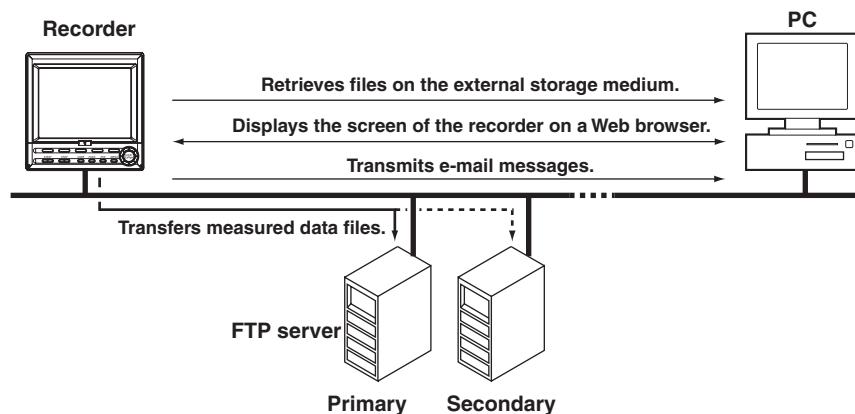 PC
Recorder
Retrieves files on the external storage medium.
Displays the screen of the recorder on a Web browser.
Transmits e-mail messages.
Transfers measured data files.
FTP server
Primary
Secondary